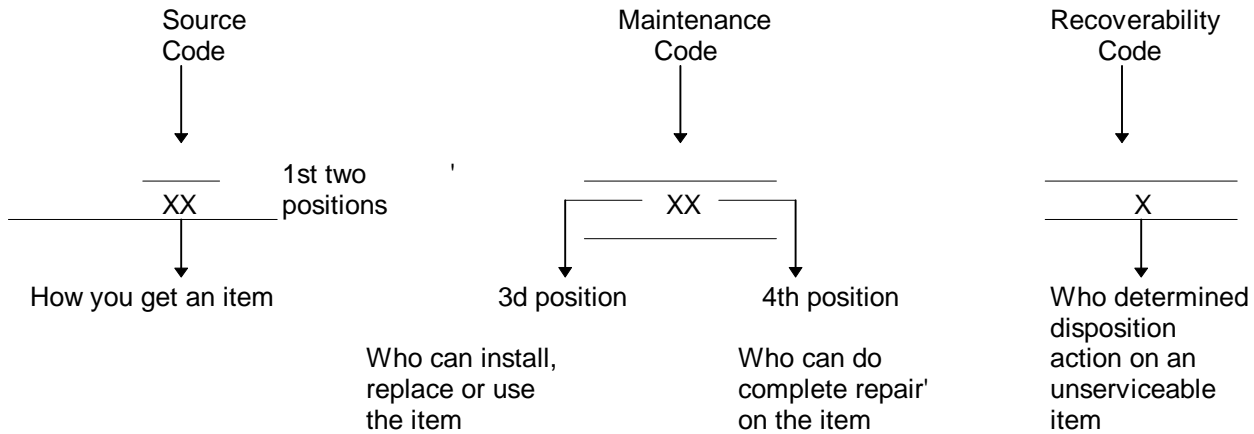 Source
Code
Maintenance
Code
Recoverability
Code
1st two '
positions
XX
XX
X
How you get an item
3d position
4th position
Who can install,
replace or use
the item
Who can do
complete repair'
on the item
Who determined
disposition
action on an
unserviceable
item